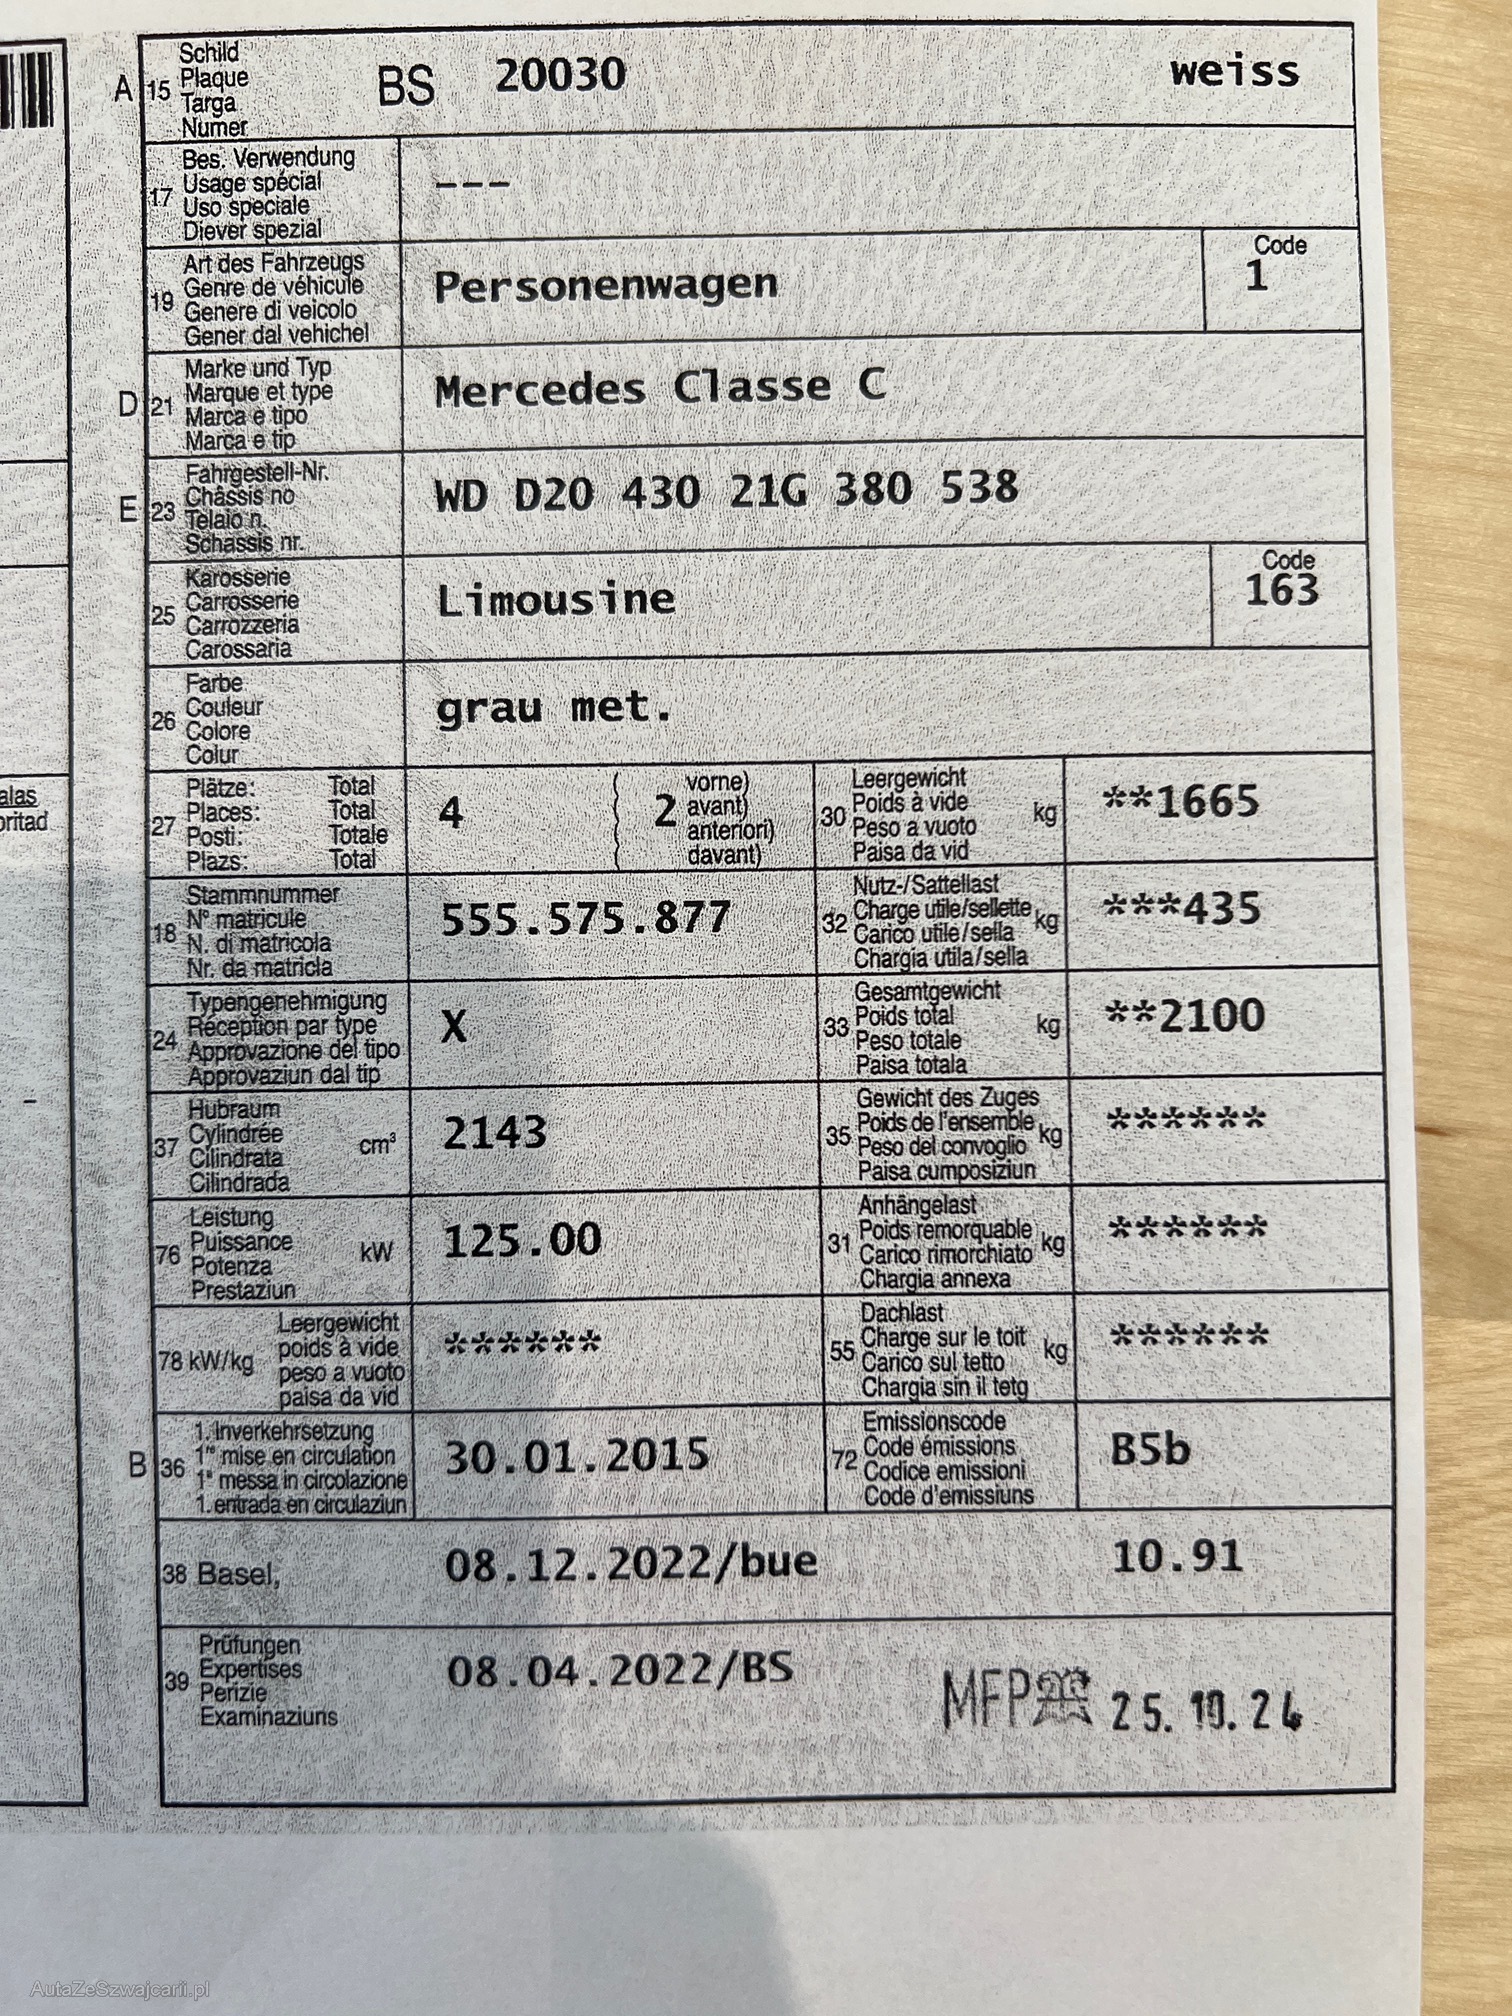 A 15 Schild
Plaque
Targa
Numer
BS 20030 weiss
17 Bes. Verwendung
Usage spécial
Uso speciale
Diever spezial
---
19 Art des Fahrzeugs
Genre de véhicule
Genere di veicolo
Gener dal vehichel
Personenwagen
Code
1
D 21 Marke und Typ
Marque et type
Marca e tipo
Marca e tip
Mercedes Classe C
E 23 Fahrgestell-Nr.
Châssis no
Telaio n.
Schassis nr.
WD D20 430 21G 380 538
25 Karosserie
Carrosserie
Carrozzeria
Carossaria
Limousine
Code
163
26 Farbe
Couleur
Colore
Colur
grau met.
alas
oritad
27 Plätze: Total
Places: Total
Posti: Totale
Plazs: Total
4 ( 2 vorne)
avant)
anteriori)
davant)
30 Leergewicht
Poids à vide
Peso a vuoto
Paisa da vid
kg
**1665
18 Stammnummer
N° matricule
N. di matricola
Nr. da matricla
555.575.877
32 Nutz-/Sattellast
Charge utile/sellette
Carico utile/sella
Chargia utila/sella
kg
***435
24 Typengenehmigung
Réception par type
Approvazione del tipo
Approvaziun dal tip
X
33 Gesamtgewicht
Poids total
Peso totale
Paisa totala
kg
**2100
37 Hubraum
Cylindrée
Cilindrata
Cilindrada
cm³
2143
35 Gewicht des Zuges
Poids de l'ensemble
Peso del convoglio
Paisa cumposiziun
kg
******
76 Leistung
Puissance
Potenza
Prestaziun
kW
125.00
31 Anhängelast
Poids remorquable
Carico rimorchiato
Chargia annexa
kg
******
78 kW/kg Leergewicht
poids à vide
peso a vuoto
paisa da vid
******
55 Dachlast
Charge sur le toit
Carico sul tetto
Chargia sin il tetg
kg
******
B 36 1. Inverkehrsetzung
1re mise en circulation
1a messa in circolazione
1. entrada en circulaziun
30.01.2015
72 Emissionscode
Code émissions
Codice emissioni
Code d'emissiuns
B5b
38 Basel, 08.12.2022/bue 10.91
39 Prüfungen
Expertises
Perizie
Examinaziuns
08.04.2022/BS
MFP 25.10.24
AutaZeSzwajcarii.pl